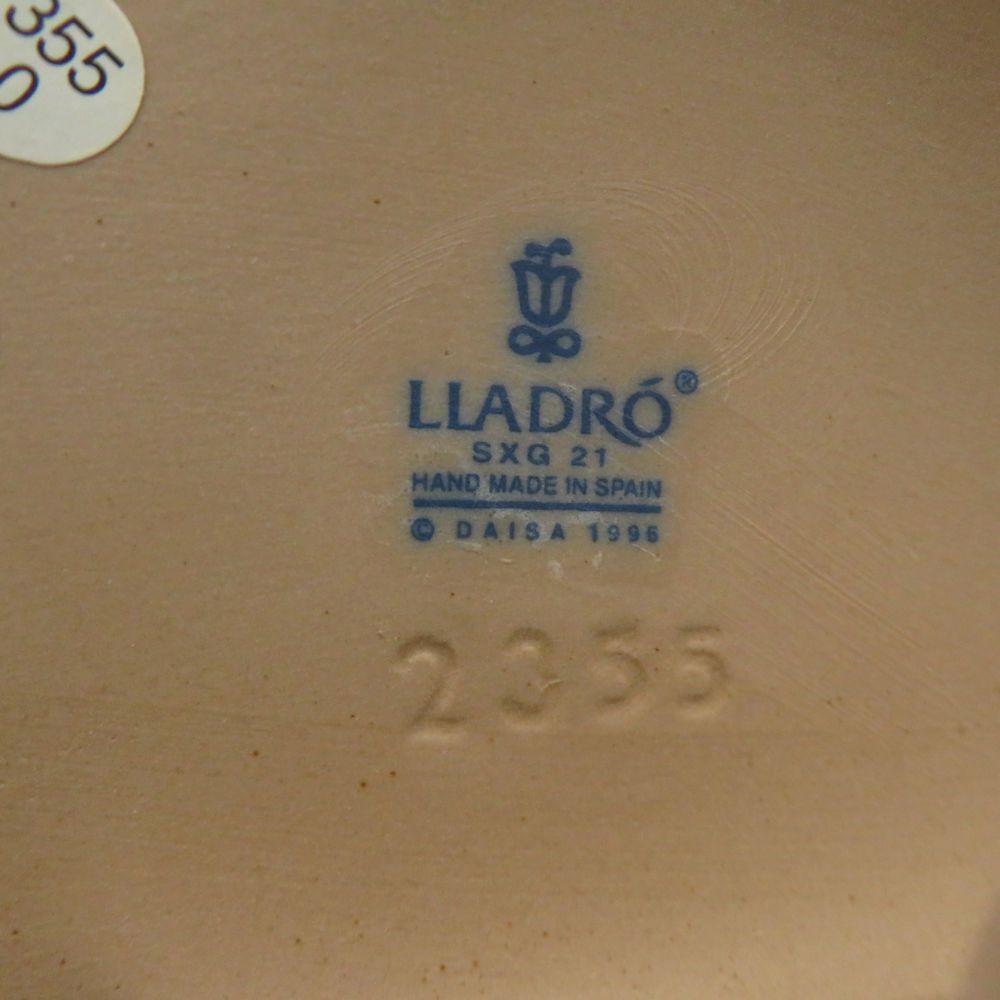 355
0
LLADRÓ®
SXG 21
HAND MADE IN SPAIN
© DAISA 1996
2355